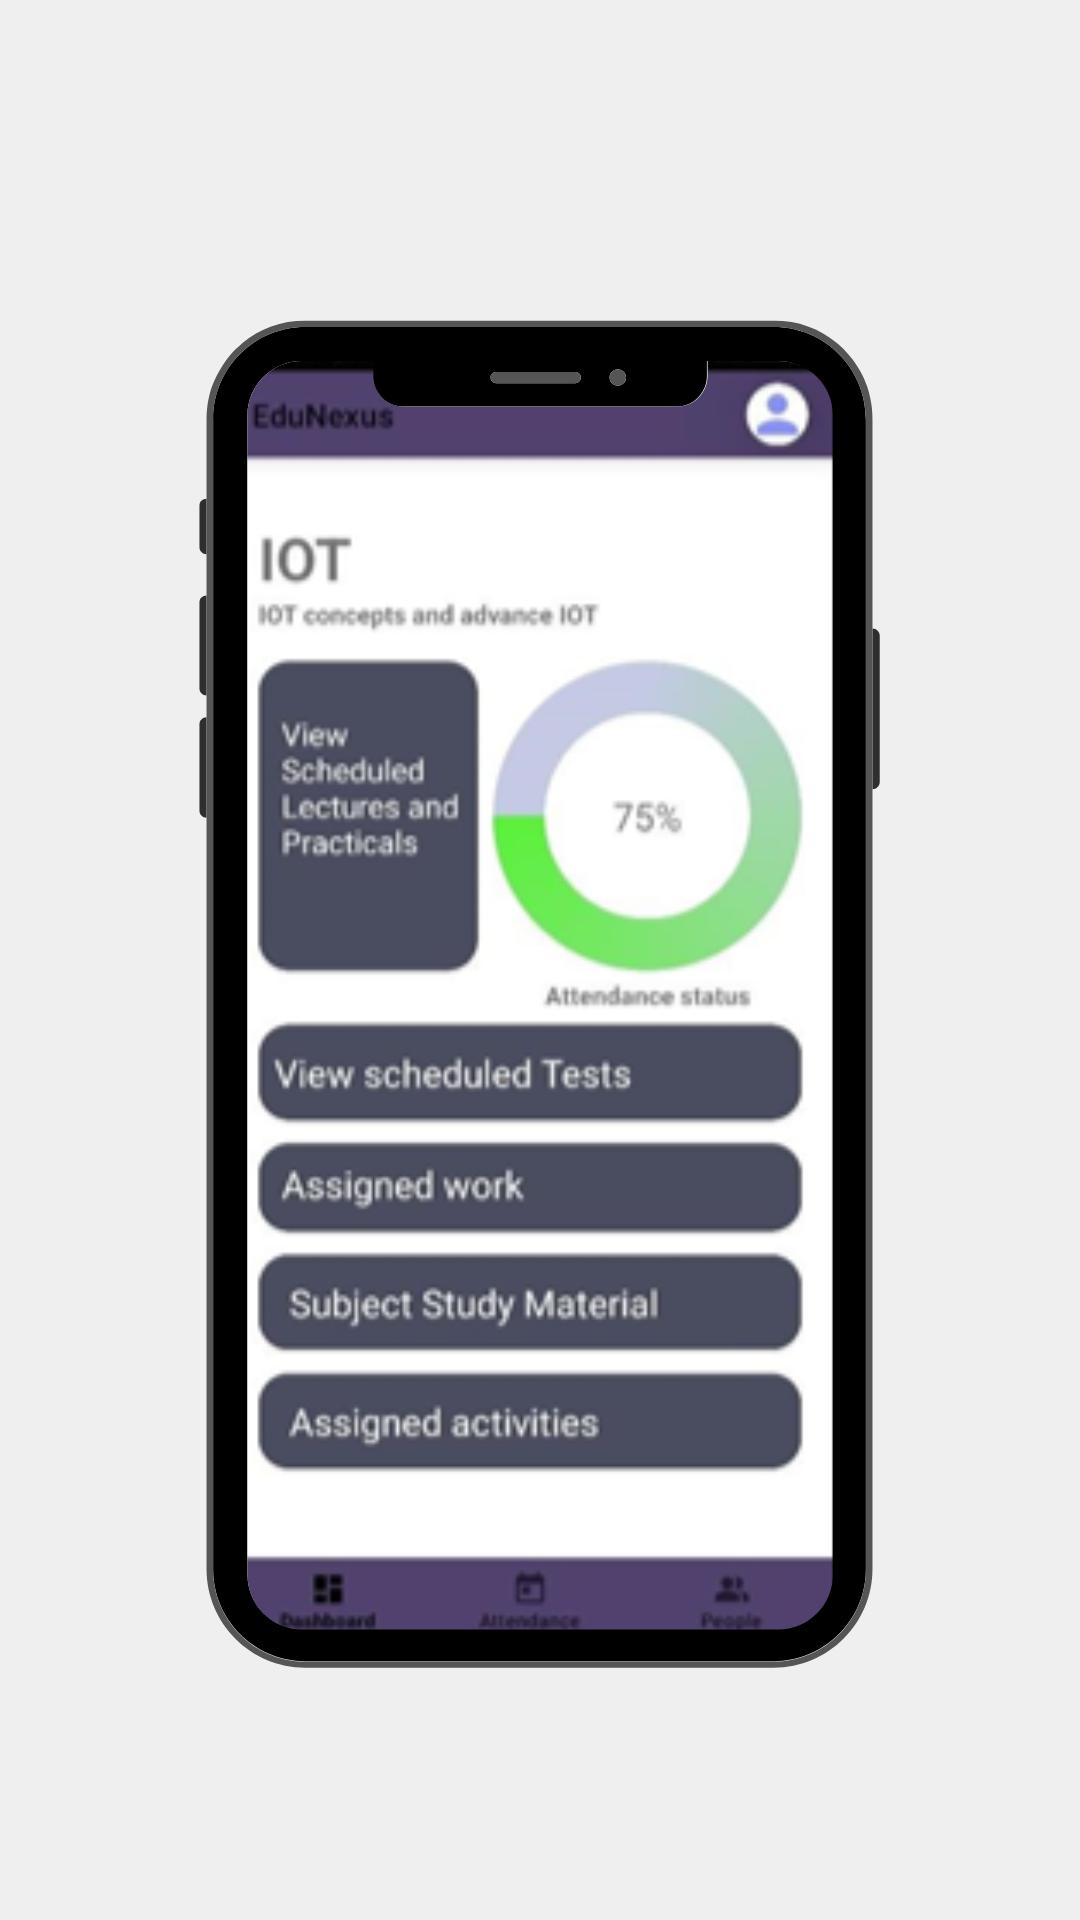 EduNexus
IOT
IOT concepts and advance IOT
View
Scheduled
Lectures and
Practicals
75%
Attendance status
View scheduled Tests
Assigned work
Subject Study Material
Assigned activities
Dashboard
Attendance
People